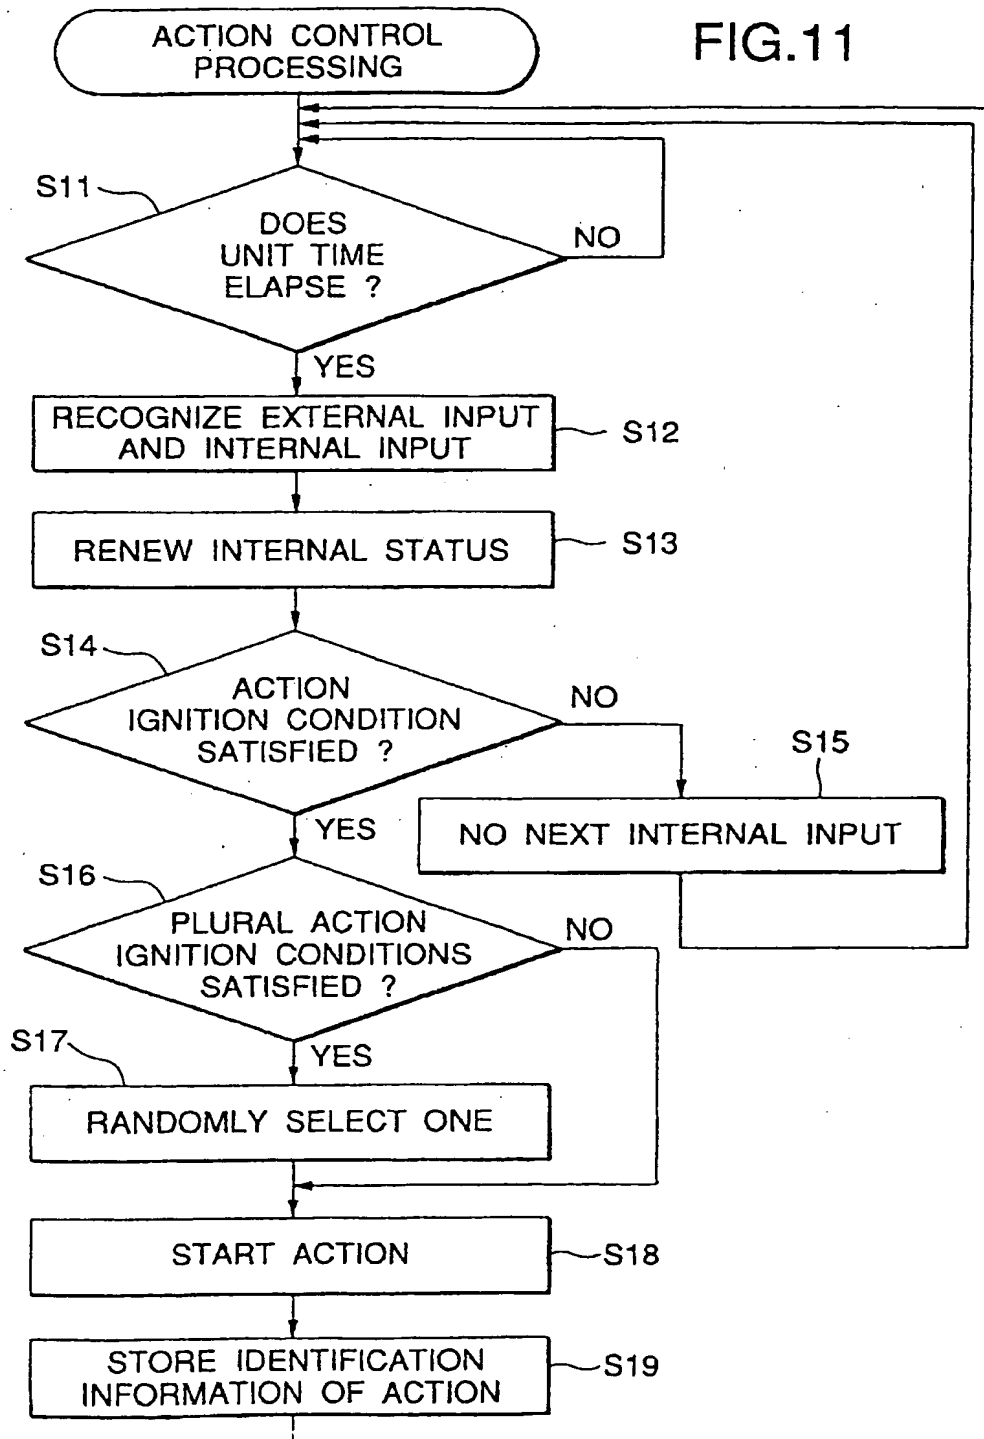 ACTION CONTROL
PROCESSING
FIG.11
S11
DOES
UNIT TIME
ELAPSE ?
NO
YES
RECOGNIZE EXTERNAL INPUT
AND INTERNAL INPUT
S12
RENEW INTERNAL STATUS
S13
S14
ACTION
IGNITION CONDITION
SATISFIED ?
NO
S15
YES
NO NEXT INTERNAL INPUT
S16
PLURAL ACTION
IGNITION CONDITIONS
SATISFIED ?
NO
S17
YES
RANDOMLY SELECT ONE
START ACTION
S18
STORE IDENTIFICATION
INFORMATION OF ACTION
S19